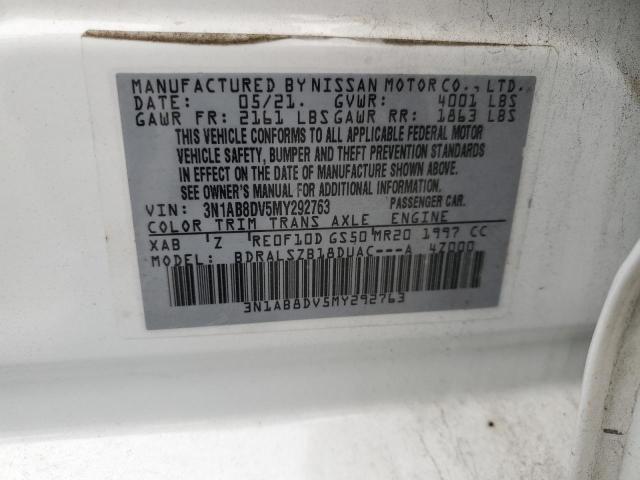 MANUFACTURED BY NISSAN MOTOR CO., LTD.
DATE: 05/21. GVWR: 4001 LBS
GAWR FR: 2161 LBS GAWR RR: 1863 LBS
THIS VEHICLE CONFORMS TO ALL APPLICABLE FEDERAL MOTOR
VEHICLE SAFETY, BUMPER AND THEFT PREVENTION STANDARDS
IN EFFECT ON THE DATE OF MANUFACTURE SHOWN ABOVE.
SEE OWNER'S MANUAL FOR ADDITIONAL INFORMATION.
VIN: 3N1AB8DV5MY292763 PASSENGER CAR.
COLOR TRIM TRANS AXLE ENGINE
XAB Z RE0F10D GS50 MR20 1997 CC
MODEL: BDRALSZB18DUAC---A 47000
3N1AB8DV5MY292763